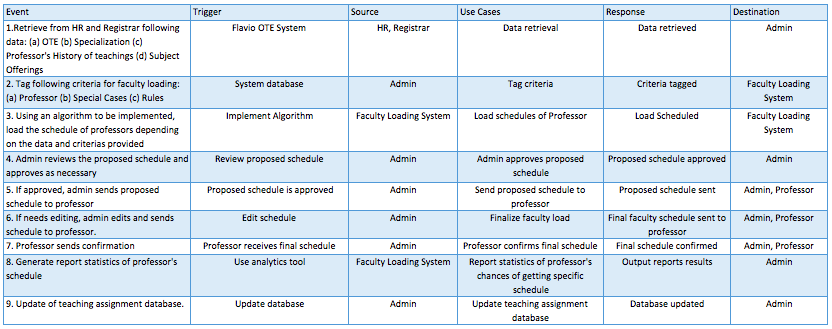 Event Trigger Source Use Cases Response Destination
1.Retrieve from HR and Registrar following Flavio OTE System HR, Registrar Data retrieval Data retrieved Admin
data: (a) OTE (b) Specialization (c)
Professor's History of teachings (d) Subject
Offerings
2. Tag following criteria for faculty loading: System database Admin Tag criteria Criteria tagged Faculty Loading
(a) Professor (b) Special Cases (c) Rules System
3. Using an algorithm to be implemented, Implement Algorithm Faculty Loading System Load schedules of Professor Load Scheduled Faculty Loading
load the schedule of professors depending System
on the data and criterias provided
4. Admin reviews the proposed schedule and Review proposed schedule Admin Admin approves proposed Proposed schedule approved Admin
approves as necessary schedule
5. If approved, admin sends proposed Proposed schedule is approved Admin Send proposed schedule to Proposed schedule sent Admin, Professor
schedule to professor professor
6. If needs editing, admin edits and sends Edit schedule Admin Finalize faculty load Final faculty schedule sent to Admin, Professor
schedule to professor. professor
7. Professor sends confirmation Professor receives final schedule Admin Professor confirms final schedule Final schedule confirmed Admin, Professor
8. Generate report statistics of professor's Use analytics tool Faculty Loading System Report statistics of professor's Output reports results Admin
schedule chances of getting specific
schedule
9. Update of teaching assignment database. Update database Admin Update teaching assignment Database updated Admin
database